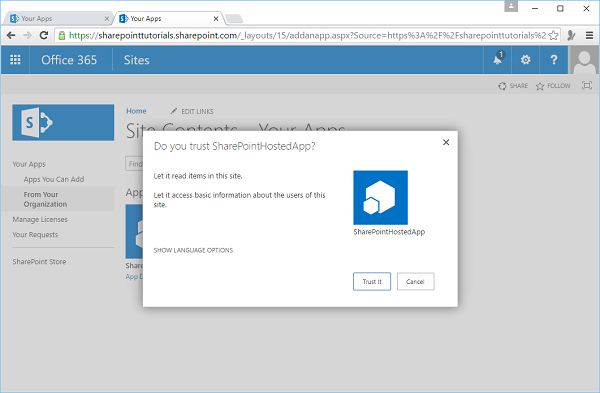 Your Apps
Your Apps
https://sharepointtutorials.sharepoint.com/_layouts/15/addanapp.aspx?Source=https%3A%2F%2Fsharepointtutorials%2
Office 365
Sites
1
?
SHARE
FOLLOW
Home
EDIT LINKS
Site Contents › Your Apps
S
Do you trust SharePointHostedApp?
Find
Your Apps
Let it read items in this site.
Apps You Can Add
Let it access basic information about the users of this
site.
From Your
Organization
App
Manage Licenses
Your Requests
SharePointHostedApp
SharePoint Store
SHOW LANGUAGE OPTIONS
Shar
App D
Trust It
Cancel